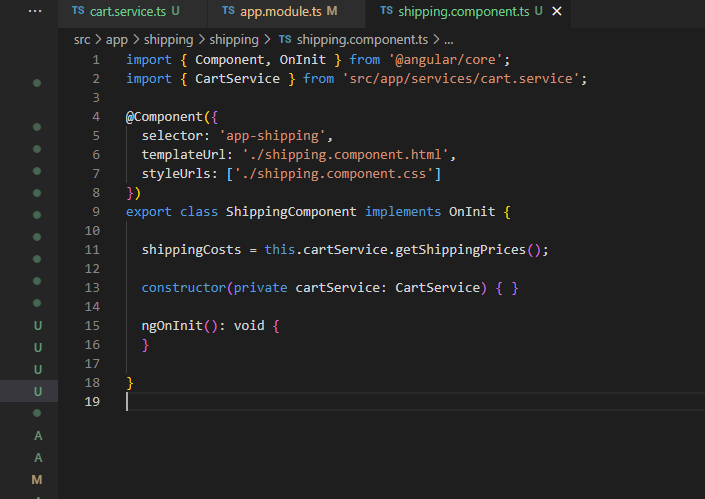 ... TS cart.service.ts U TS app.module.ts M TS shipping.component.ts U ×
src > app > shipping > shipping > TS shipping.component.ts > ...
1 import { Component, OnInit } from '@angular/core';
2 import { CartService } from 'src/app/services/cart.service';
3
4 @Component({
5 selector: 'app-shipping',
6 templateUrl: './shipping.component.html',
7 styleUrls: ['./shipping.component.css']
8 })
9 export class ShippingComponent implements OnInit {
10
11 shippingCosts = this.cartService.getShippingPrices();
12
13 constructor(private cartService: CartService) { }
14
U 15 ngOnInit(): void {
U 16 }
U 17
U 18 }
19
A
A
M